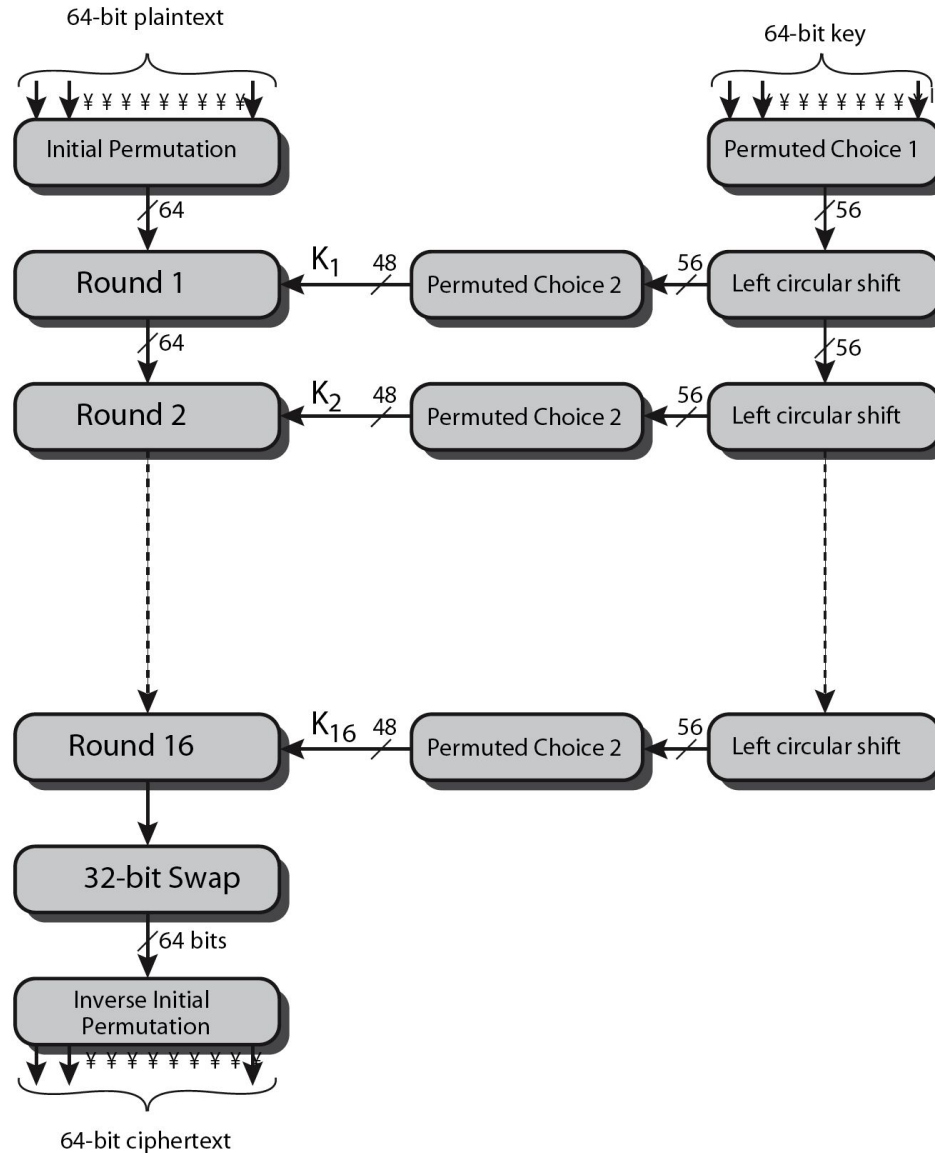 64-bit plaintext
64-bit key
¥ ¥ ¥ ¥ ¥ ¥ ¥ ¥ ¥
¥ ¥ ¥ ¥ ¥ ¥ ¥ ¥ ¥
Initial Permutation
Permuted Choice 1
64
56
Round 1
K1
48
Permuted Choice 2
56
Left circular shift
64
56
Round 2
K2
48
Permuted Choice 2
56
Left circular shift
Round 16
K16
48
Permuted Choice 2
56
Left circular shift
32-bit Swap
64 bits
Inverse Initial
Permutation
¥ ¥ ¥ ¥ ¥ ¥ ¥ ¥ ¥
64-bit ciphertext